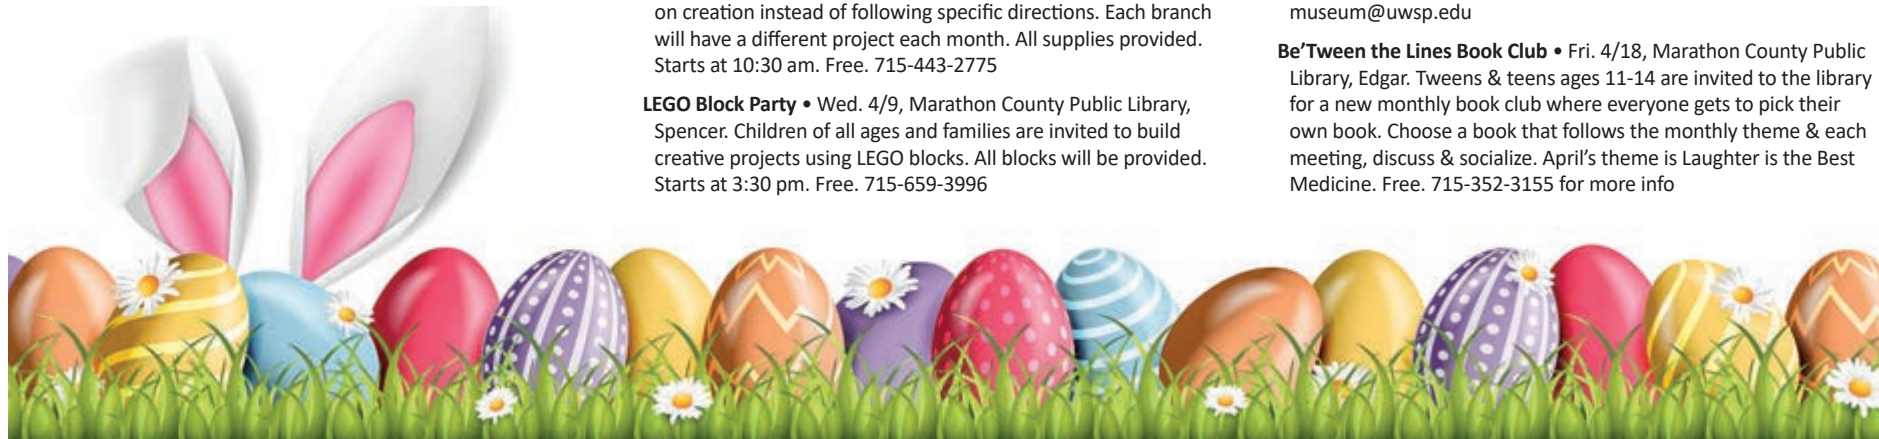 on creation instead of following specific directions. Each branch
will have a different project each month. All supplies provided.
Starts at 10:30 am. Free. 715-443-2775
LEGO Block Party • Wed. 4/9, Marathon County Public Library,
Spencer. Children of all ages and families are invited to build
creative projects using LEGO blocks. All blocks will be provided.
Starts at 3:30 pm. Free. 715-659-3996
museum@uwsp.edu
Be’Tween the Lines Book Club • Fri. 4/18, Marathon County Public
Library, Edgar. Tweens & teens ages 11-14 are invited to the library
for a new monthly book club where everyone gets to pick their
own book. Choose a book that follows the monthly theme & each
meeting, discuss & socialize. April’s theme is Laughter is the Best
Medicine. Free. 715-352-3155 for more info